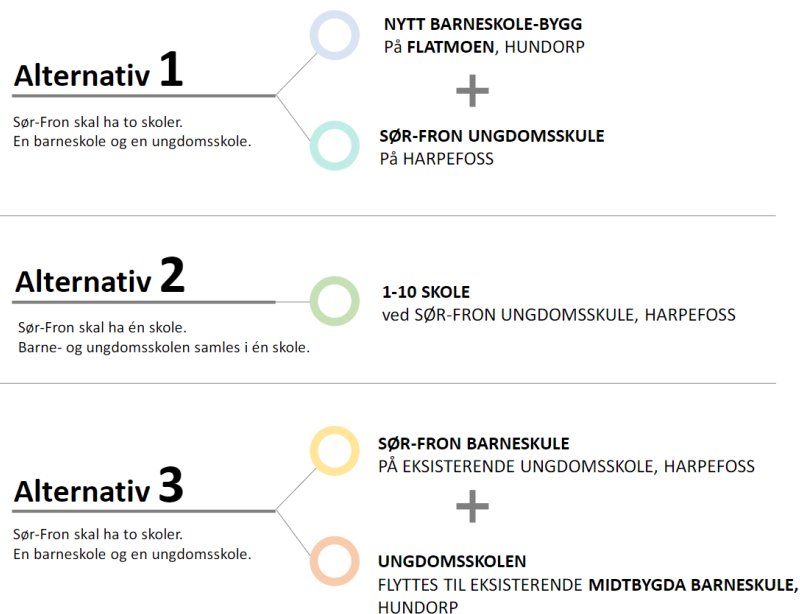 Alternativ 1
Sør-Fron skal ha to skoler.
En barneskole og en ungdomsskole.
NYTT BARNESKOLE-BYGG
På FLATMOEN, HUNDORP
+
SØR-FRON UNGDOMSSKULE
På HARPEFOSS
Alternativ 2
Sør-Fron skal ha én skole.
Barne- og ungdomsskolen samles i én skole.
1-10 SKOLE
ved SØR-FRON UNGDOMSSKULE, HARPEFOSS
Alternativ 3
Sør-Fron skal ha to skoler.
En barneskole og en ungdomsskole.
SØR-FRON BARNESKULE
PÅ EKSISTERENDE UNGDOMSSKOLE, HARPEFOSS
+
UNGDOMSSKOLEN
FLYTTES TIL EKSISTERENDE MIDTBYGDA BARNESKULE,
HUNDORP